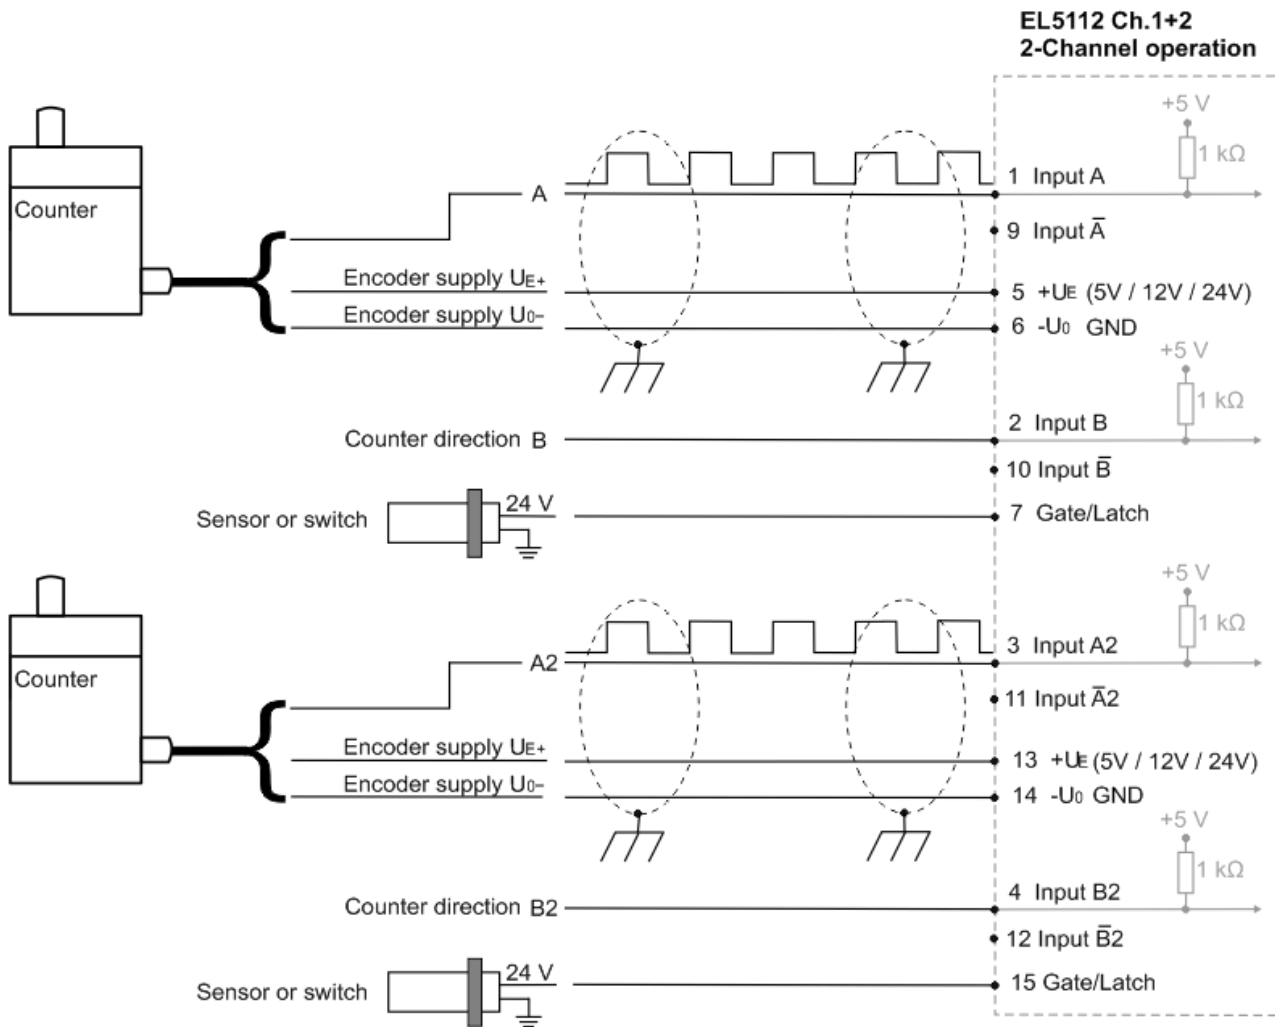 EL5112 Ch.1+2
2-Channel operation
+5 V
1 kΩ
1 Input A
A
Counter
9 Input A̅
Encoder supply UE+
5 +UE (5V / 12V / 24V)
Encoder supply U0–
6 -U0 GND
+5 V
1 kΩ
2 Input B
Counter direction B
10 Input B̅
24 V
Sensor or switch
7 Gate/Latch
+5 V
1 kΩ
3 Input A2
A2
Counter
11 Input A̅2
Encoder supply UE+
13 +UE (5V / 12V / 24V)
Encoder supply U0–
14 -U0 GND
+5 V
1 kΩ
4 Input B2
Counter direction B2
12 Input B̅2
24 V
Sensor or switch
15 Gate/Latch